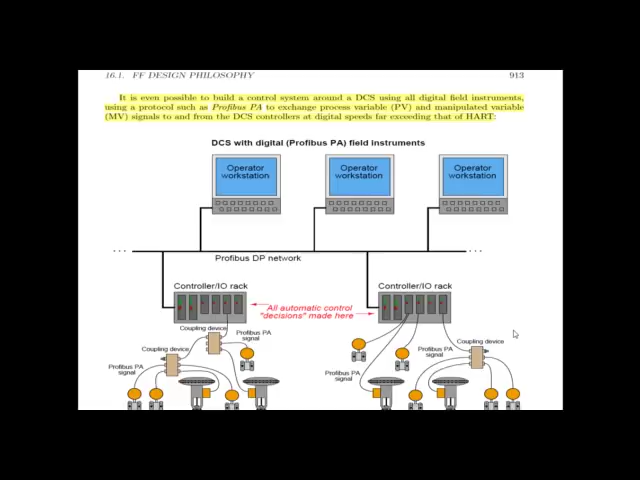 16.1. FF DESIGN PHILOSOPHY 913
It is even possible to build a control system around a DCS using all digital field instruments,
using a protocol such as Profibus PA to exchange process variable (PV) and manipulated variable
(MV) signals to and from the DCS controllers at digital speeds far exceeding that of HART:
DCS with digital (Profibus PA) field instruments
Operator
workstation
Operator
workstation
Operator
workstation
Profibus DP network
Controller/IO rack
Controller/IO rack
All automatic control
"decisions" made here
Coupling device
Profibus PA
signal
Coupling device
Profibus PA
signal
Profibus PA
signal
Coupling device
Profibus PA
signal